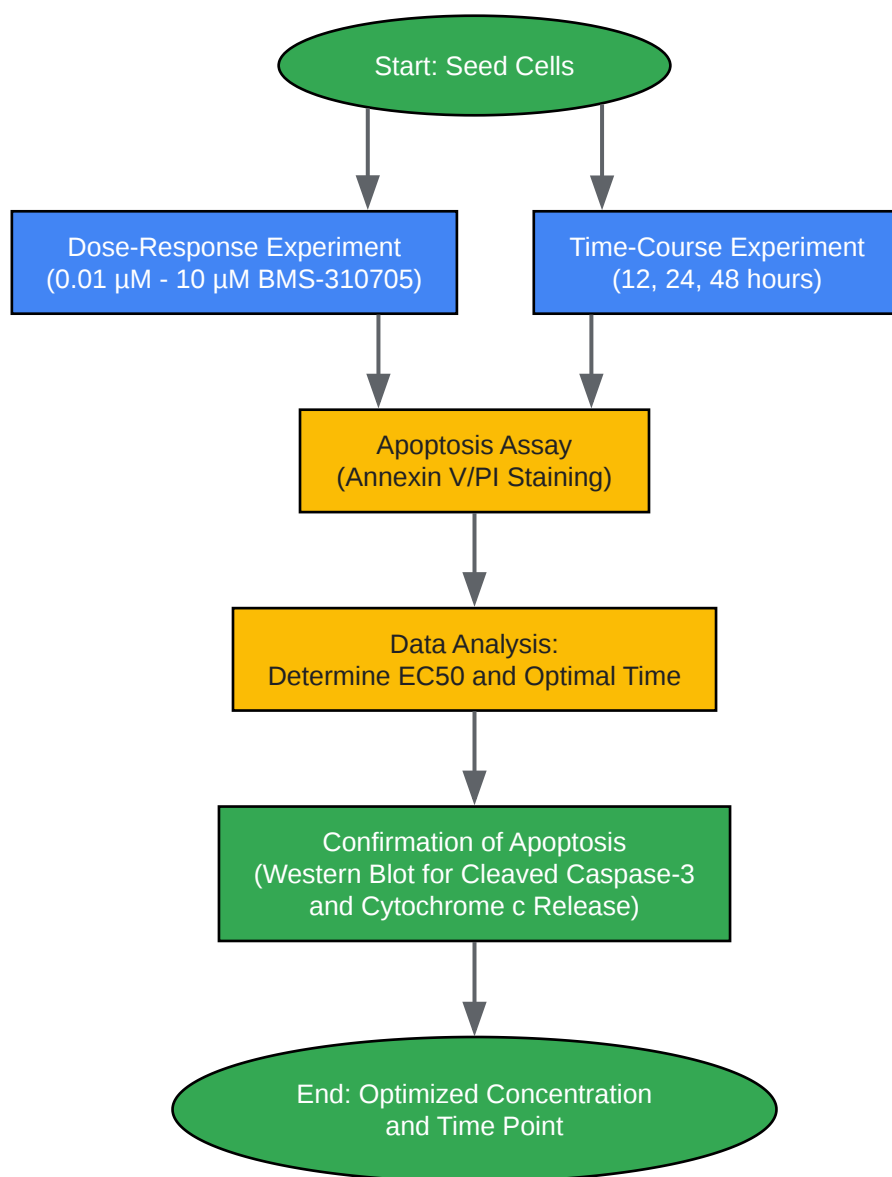 Start: Seed Cells
Dose-Response Experiment
(0.01 µM - 10 µM BMS-310705)
Time-Course Experiment
(12, 24, 48 hours)
Apoptosis Assay
(Annexin V/PI Staining)
Data Analysis:
Determine EC50 and Optimal Time
Confirmation of Apoptosis
(Western Blot for Cleaved Caspase-3
and Cytochrome c Release)
End: Optimized Concentration
and Time Point